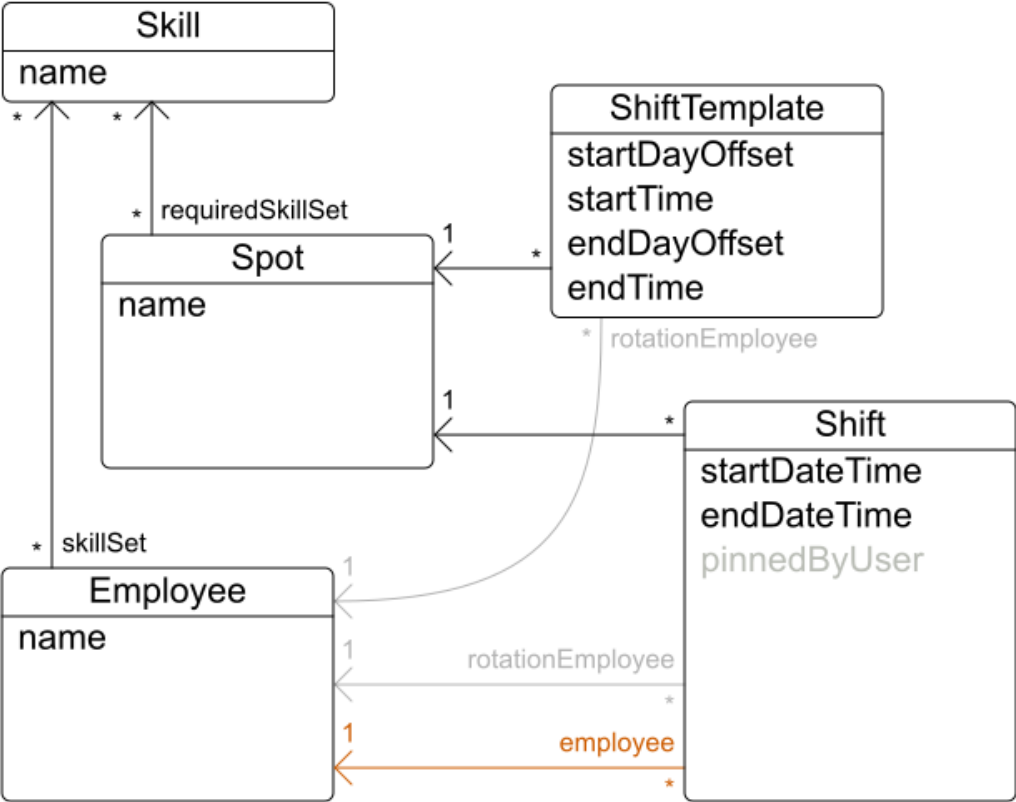 Skill
name
* *
* requiredSkillSet
ShiftTemplate
startDayOffset
startTime
endDayOffset
endTime
Spot
name
1 *
* rotationEmployee
1 *
Shift
startDateTime
endDateTime
pinnedByUser
* skillSet
Employee
name
1
1 rotationEmployee
*
1 employee
*